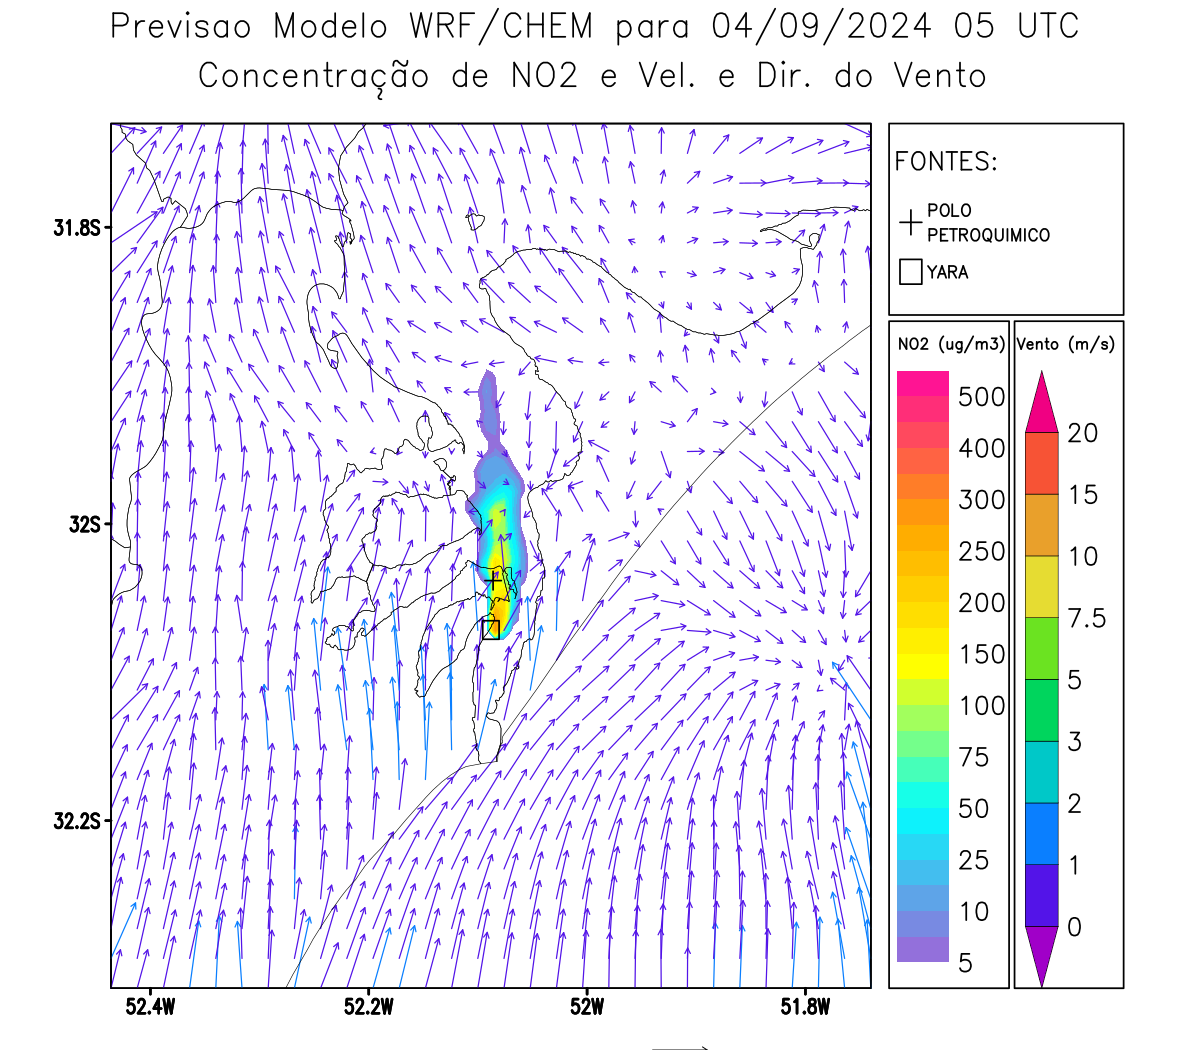 Previsao Modelo WRF/CHEM para 04/09/2024 05 UTC
Concentração de NO2 e Vel. e Dir. do Vento
FONTES:
POLO
PETROQUIMICO
YARA
NO2 (ug/m3)
500
400
300
250
200
150
100
75
50
25
10
5
Vento (m/s)
20
15
10
7.5
5
3
2
1
0
31.8S
32S
32.2S
52.4W
52.2W
52W
51.8W